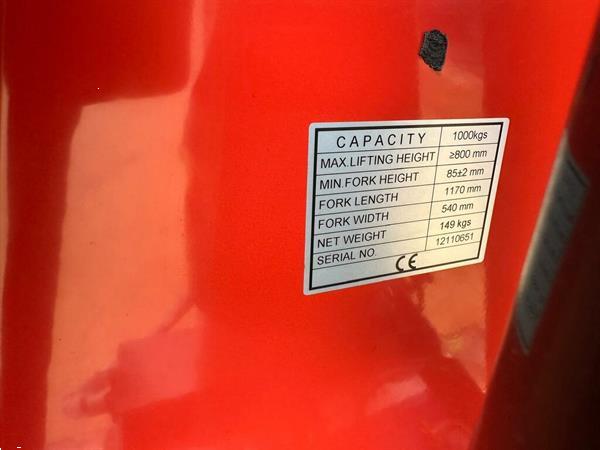 CAPACITY 1000kgs
MAX.LIFTING HEIGHT ≥800 mm
MIN.FORK HEIGHT 85±2 mm
FORK LENGTH 1170 mm
FORK WIDTH 540 mm
NET WEIGHT 149 kgs
SERIAL NO. 12110651
CE